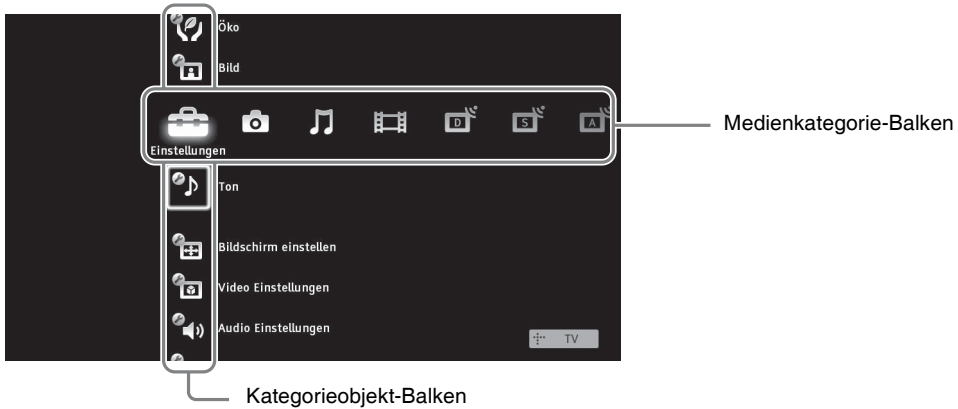 Öko
Bild
D S A
Einstellungen
Medienkategorie-Balken
Ton
Bildschirm einstellen
Video Einstellungen
Audio Einstellungen
TV
Kategorieobjekt-Balken